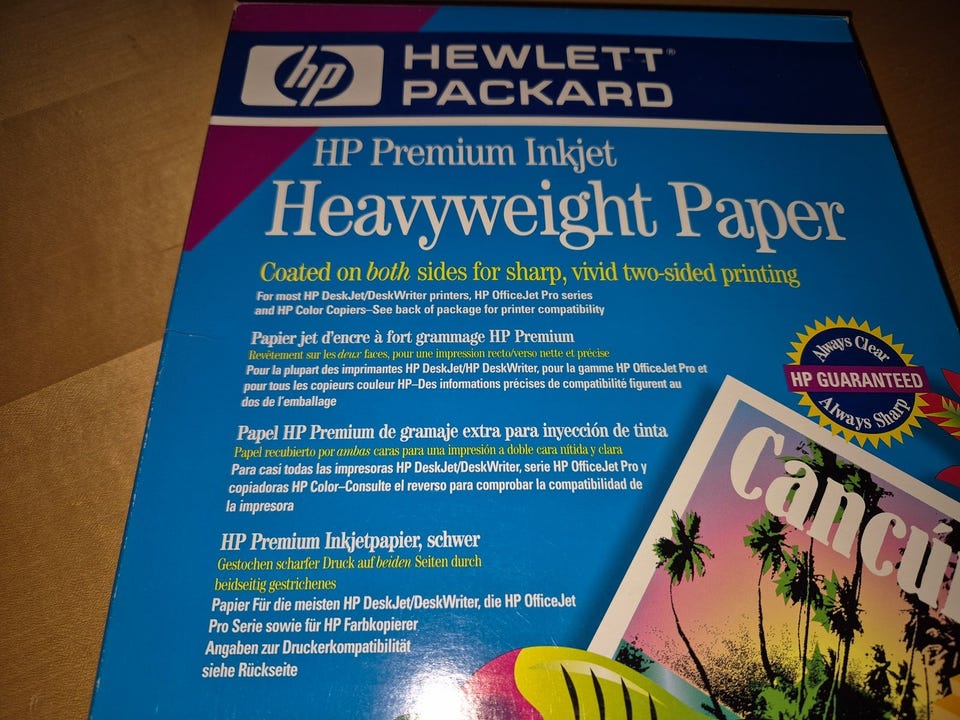 hp HEWLETT®
PACKARD
HP Premium Inkjet
Heavyweight Paper
Coated on both sides for sharp, vivid two-sided printing
For most HP DeskJet/DeskWriter printers, HP OfficeJet Pro series
and HP Color Copiers–See back of package for printer compatibility
Papier jet d'encre à fort grammage HP Premium
Revêtement sur les deux faces, pour une impression recto/verso nette et précise
Pour la plupart des imprimantes HP DeskJet/HP DeskWriter, pour la gamme HP OfficeJet Pro et
pour tous les copieurs couleur HP–Des informations précises de compatibilité figurent au
dos de l'emballage
Papel HP Premium de gramaje extra para inyección de tinta
Papel recubierto por ambas caras para una impresión a doble cara nítida y clara
Para casi todas las impresoras HP DeskJet/DeskWriter, serie HP OfficeJet Pro y
copiadoras HP Color–Consulte el reverso para comprobar la compatibilidad de
la impresora
HP Premium Inkjetpapier, schwer
Gestochen scharfer Druck auf beiden Seiten durch
beidseitig gestrichenes
Papier Für die meisten HP DeskJet/DeskWriter, die HP OfficeJet
Pro Serie sowie für HP Farbkopierer
Angaben zur Druckerkompatibilität
siehe Rückseite
Always Clear
HP GUARANTEED
Always Sharp
Cancú